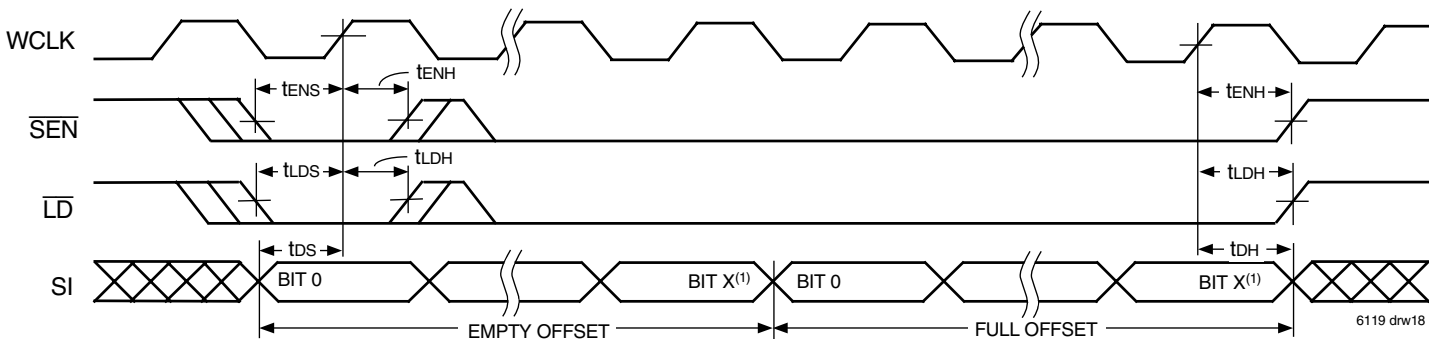 WCLK
tENH
tENS
tENH
SEN
tLDH
tLDS
tLDH
LD
tDS
tDH
SI
BIT 0
BIT X(1)
BIT 0
BIT X(1)
EMPTY OFFSET
FULL OFFSET
6119 drw18